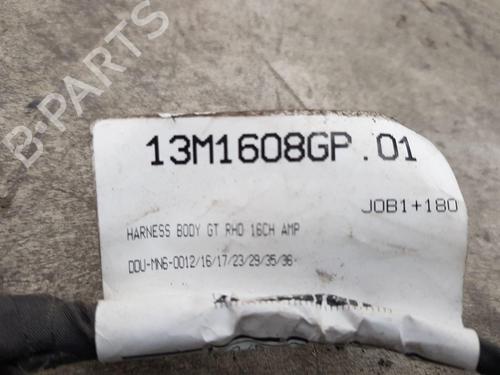 B-PARTS
13M1608GP.01
JOB1+180
HARNESS BODY GT RHD 16CH AMP
DDU-MN6-0012/16/17/23/29/35/36-